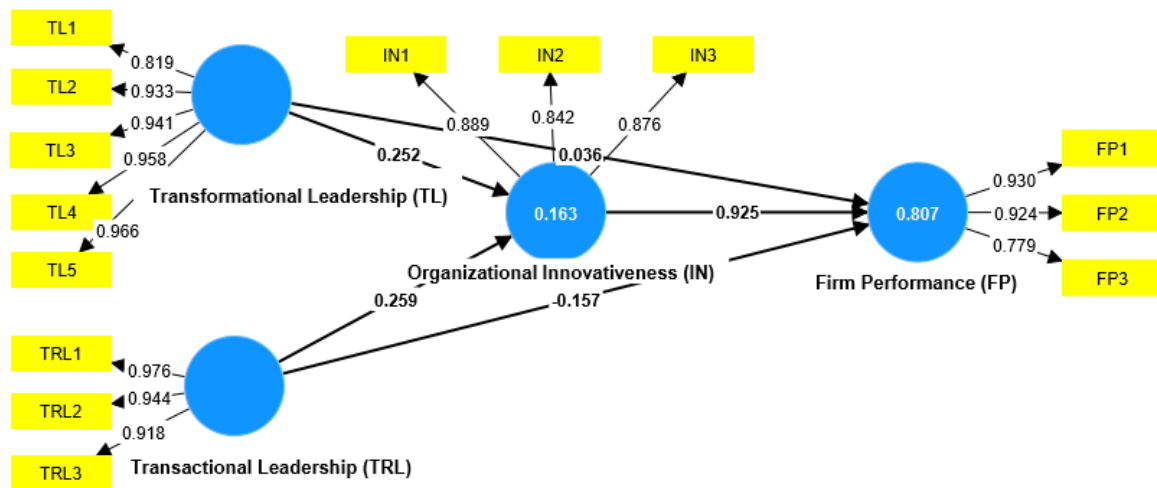 TL1
TL2
TL3
TL4
TL5
0.819
0.933
0.941
0.958
0.966
Transformational Leadership (TL)
IN1
IN2
IN3
0.889
0.842
0.876
0.252
0.036
0.163
0.925
0.807
Organizational Innovativeness (IN)
0.259
-0.157
FP1
FP2
FP3
0.930
0.924
0.779
Firm Performance (FP)
TRL1
TRL2
TRL3
0.976
0.944
0.918
Transactional Leadership (TRL)